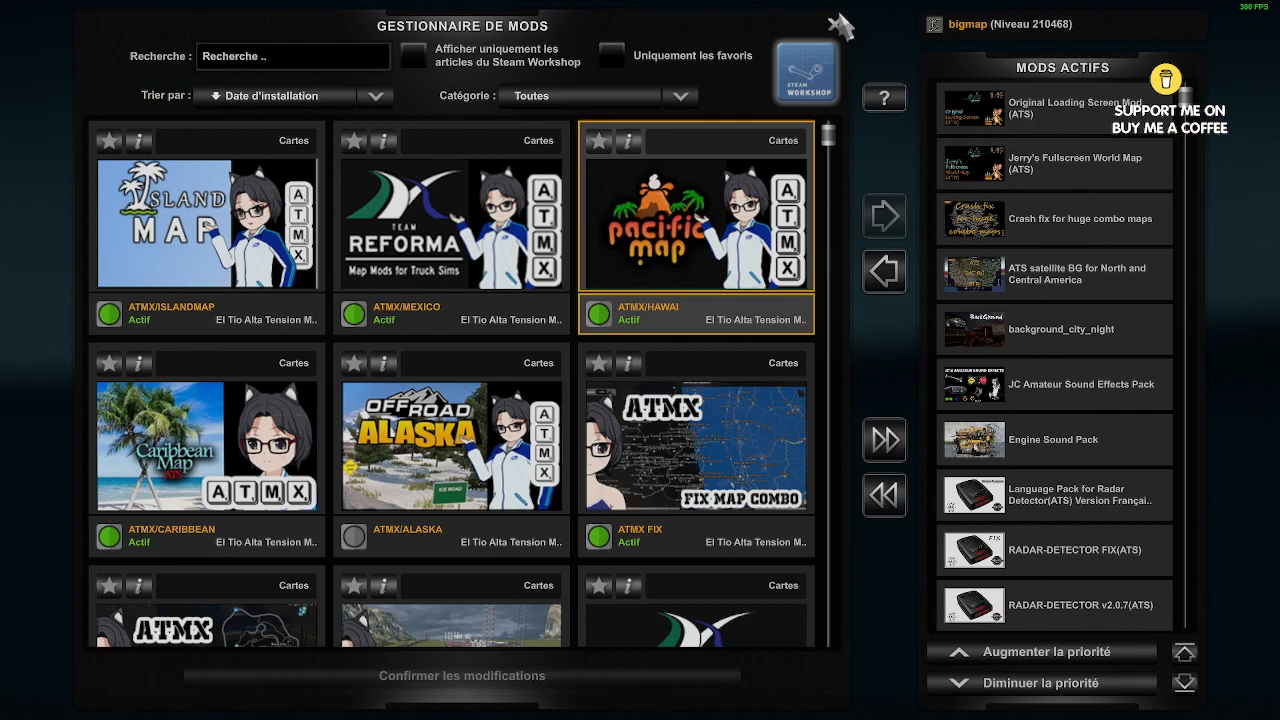 300 FPS
GESTIONNAIRE DE MODS
Recherche :
Recherche ..
Afficher uniquement les
articles du Steam Workshop
Uniquement les favoris
STEAM
WORKSHOP
Trier par :
Date d'installation
Catégorie :
Toutes
Cartes
ISLAND
MAP
A
T
M
X
ATMX/ISLANDMAP
Actif
El Tio Alta Tension M..
Cartes
TEAM
REFORMA
Map Mods for Truck Sims
A
T
M
X
ATMX/MEXICO
Actif
El Tio Alta Tension M..
Cartes
pacific
map
A
T
M
X
ATMX/HAWAI
Actif
El Tio Alta Tension M..
Cartes
Caribbean
Map
ATS
A T M X
ATMX/CARIBBEAN
Actif
El Tio Alta Tension M..
Cartes
OFFROAD
ALASKA
ICE ROAD
A
T
M
X
ATMX/ALASKA
El Tio Alta Tension M..
Cartes
ATMX
FIX MAP COMBO
ATMX FIX
Actif
El Tio Alta Tension M..
Cartes
ATMX
Cartes
Cartes
Confirmer les modifications
?
bigmap (Niveau 210468)
MODS ACTIFS
SUPPORT ME ON
BUY ME A COFFEE
Original Loading Screen Mod
(ATS)
Jerry's Fullscreen World Map
(ATS)
Crash fix for huge combo maps
ATS satellite BG for North and
Central America
background_city_night
JC Amateur Sound Effects Pack
Engine Sound Pack
Language Pack for Radar
Detector(ATS) Version Françai..
RADAR-DETECTOR FIX(ATS)
RADAR-DETECTOR v2.0.7(ATS)
Augmenter la priorité
Diminuer la priorité